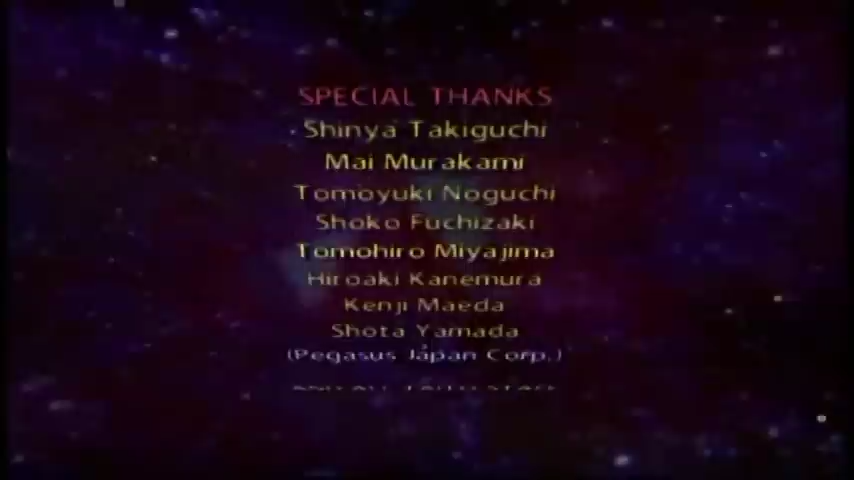 SPECIAL THANKS
Shinya Takiguchi
Mai Murakami
Tomoyuki Noguchi
Shoko Fuchizaki
Tomohiro Miyajima
Hiroaki Kanemura
Kenji Maeda
Shota Yamada
(Pegasus Japan Corp.)